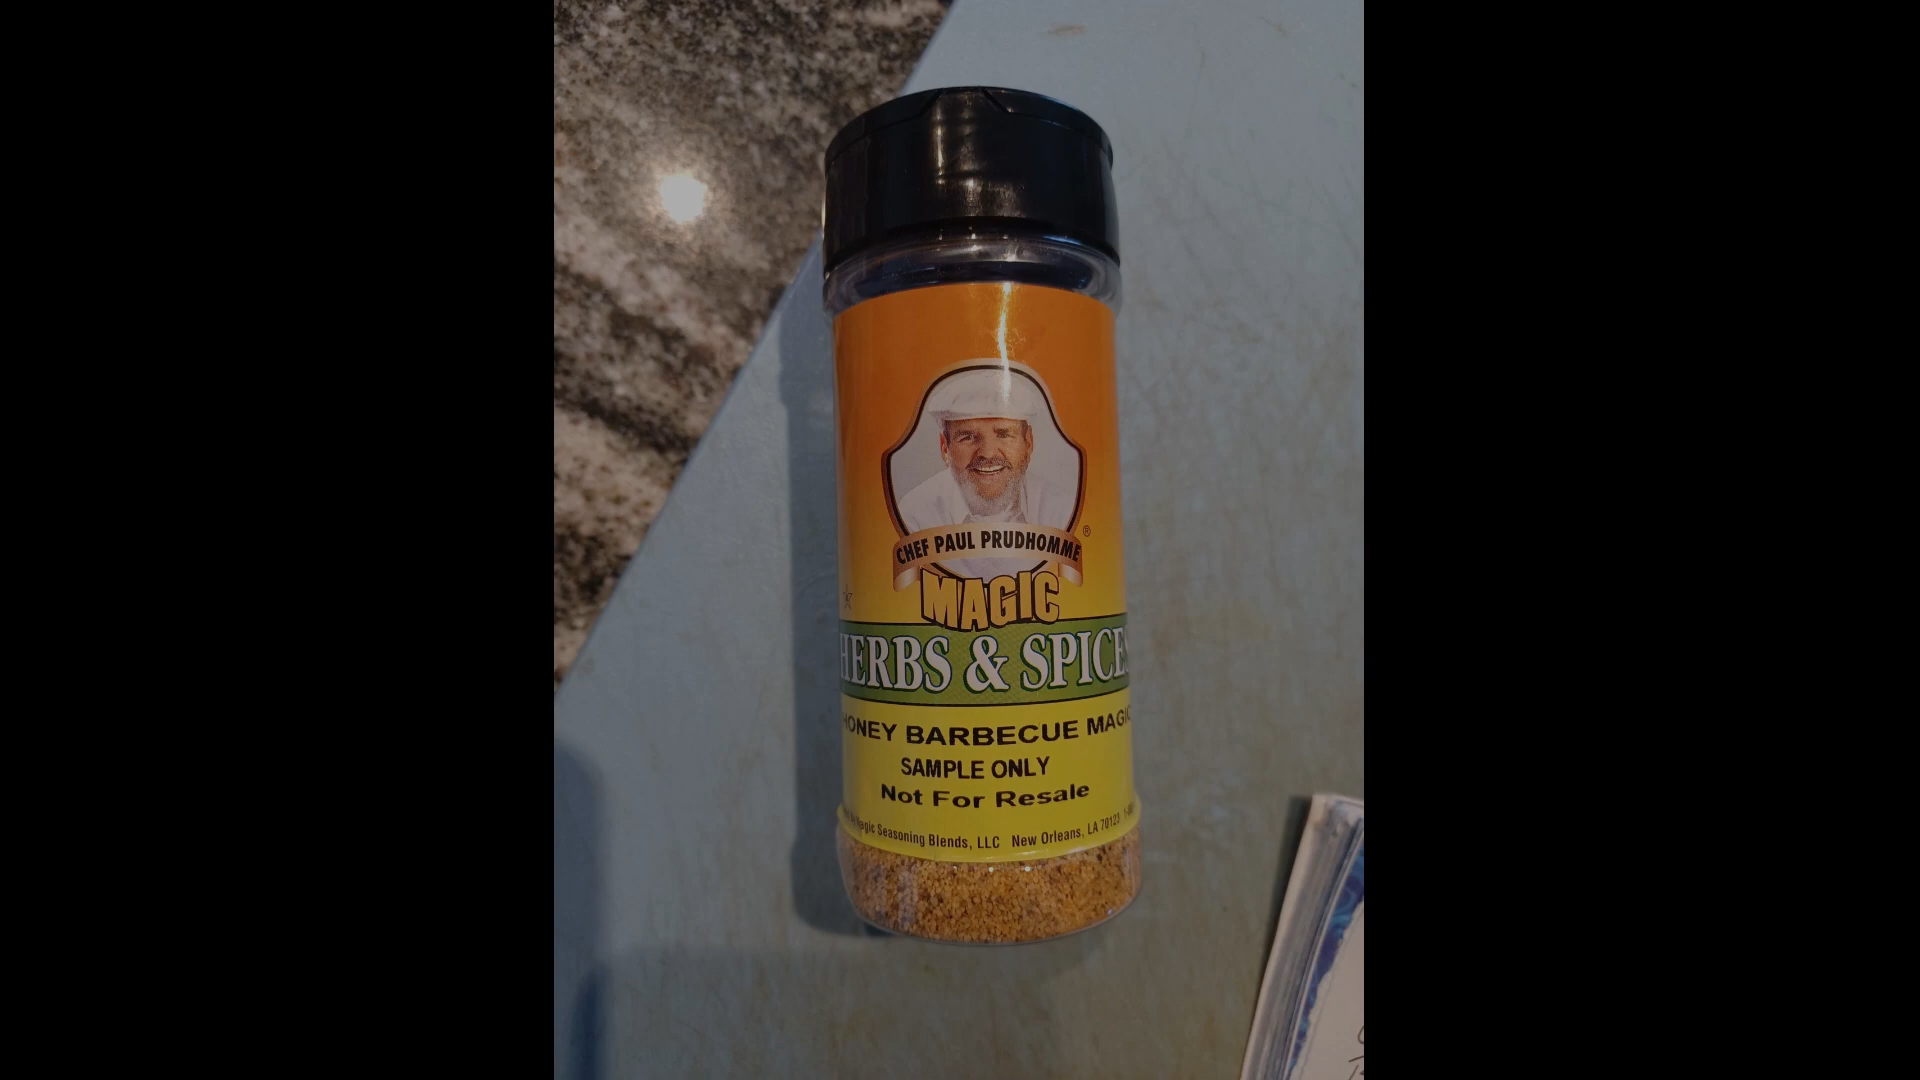 CHEF PAUL PRUDHOMME
®
MAGIC
HERBS & SPICES
HONEY BARBECUE MAGIC
SAMPLE ONLY
Not For Resale
Magic Seasoning Blends, LLC New Orleans, LA 70123